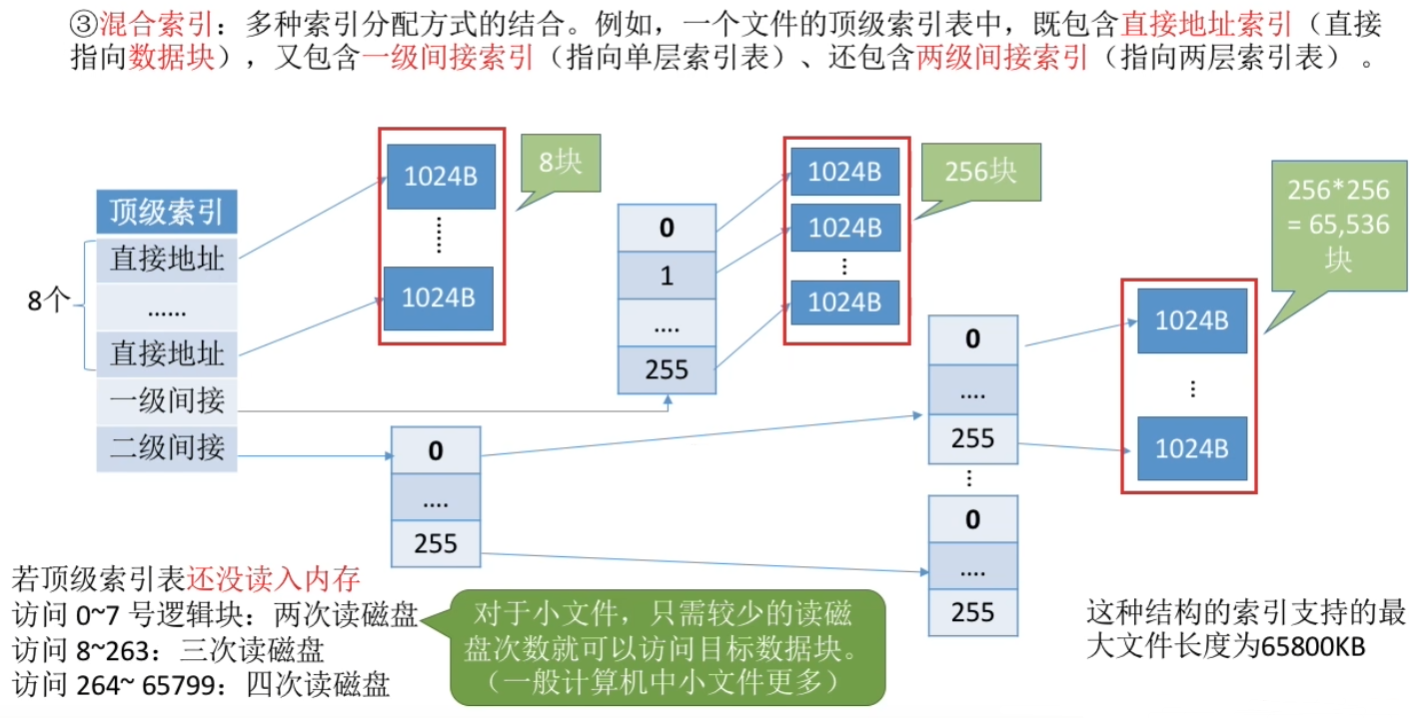 ③混合索引：多种索引分配方式的结合。例如，一个文件的顶级索引表中，既包含直接地址索引（直接
指向数据块），又包含一级间接索引（指向单层索引表）、还包含两级间接索引（指向两层索引表）。
顶级索引
8个
直接地址
……
直接地址
一级间接
二级间接
1024B
1024B
8块
0
1
....
255
1024B
1024B
1024B
256块
0
....
255
0
....
255
0
....
255
1024B
1024B
256*256
= 65,536
块
若顶级索引表还没读入内存
访问 0~7 号逻辑块：两次读磁盘
访问 8~263：三次读磁盘
访问 264~ 65799：四次读磁盘
对于小文件，只需较少的读磁
盘次数就可以访问目标数据块。
（一般计算机中小文件更多）
这种结构的索引支持的最
大文件长度为65800KB